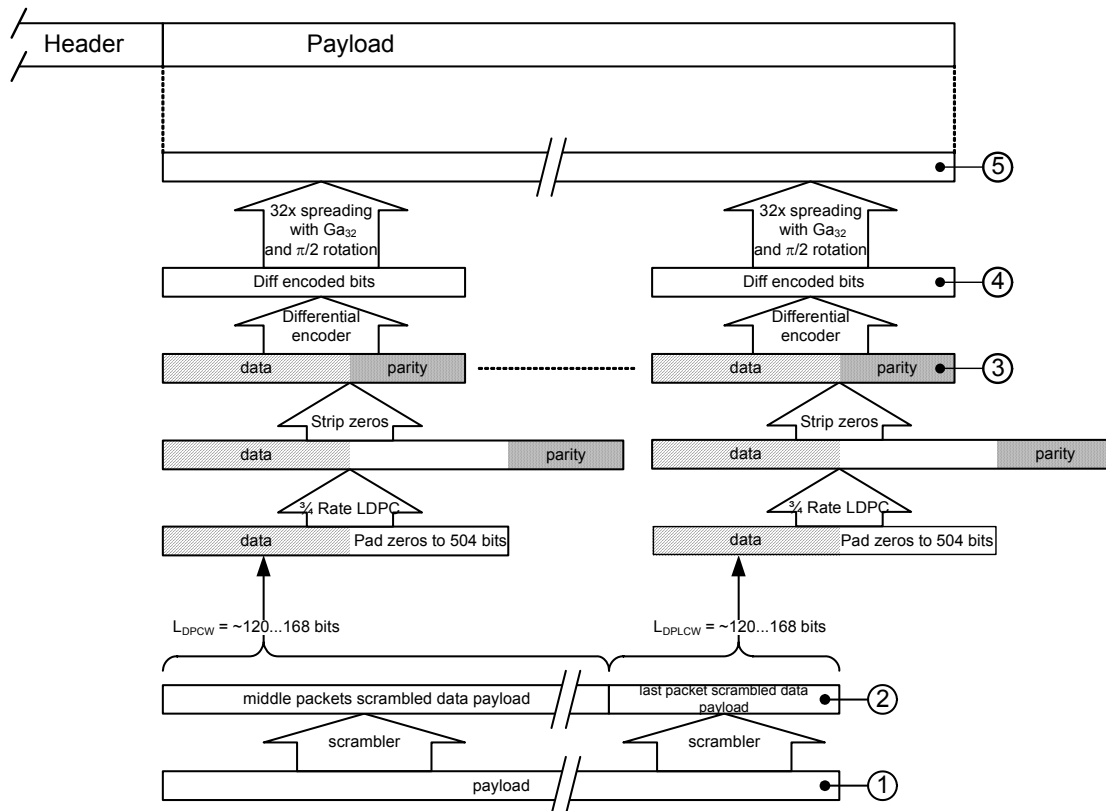 Header
Payload
5
32x spreading
with Ga32
and π/2 rotation
32x spreading
with Ga32
and π/2 rotation
Diff encoded bits
Diff encoded bits
4
Differential
encoder
Differential
encoder
data
parity
data
parity
3
Strip zeros
Strip zeros
data
parity
data
parity
¾ Rate LDPC
¾ Rate LDPC
data
Pad zeros to 504 bits
data
Pad zeros to 504 bits
LDPCW = ~120...168 bits
LDPLCW = ~120...168 bits
middle packets scrambled data payload
last packet scrambled data
payload
2
scrambler
scrambler
payload
1